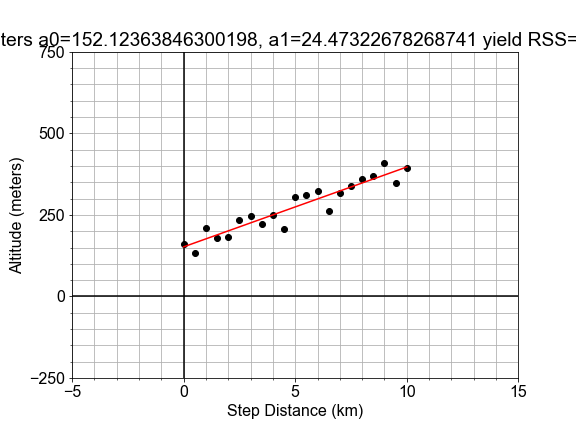 ters a0=152.12363846300198, a1=24.47322678268741 yield RSS=
750
500
250
0
−250
−5 0 5 10 15
Altitude (meters)
Step Distance (km)